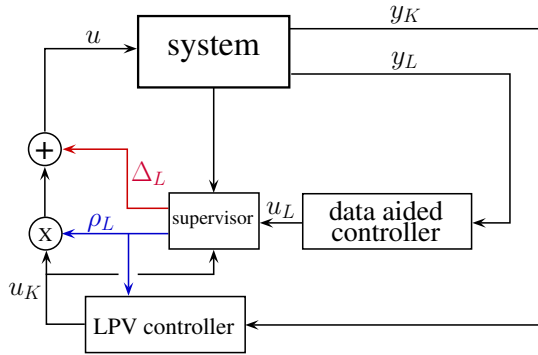 y_K
u
system
y_L
+
Δ_L
supervisor
u_L
data aided
controller
ρ_L
x
u_K
LPV controller